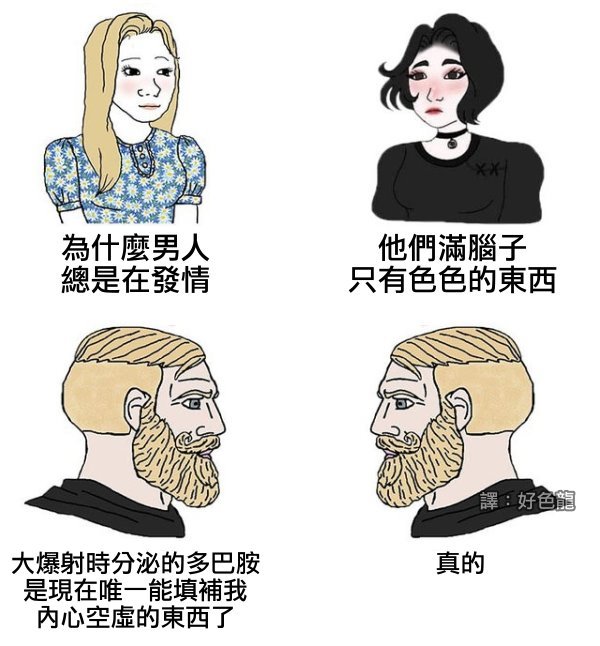 為什麼男人
總是在發情
他們滿腦子
只有色色的東西
譯：好色龍
大爆射時分泌的多巴胺
是現在唯一能填補我
內心空虛的東西了
真的